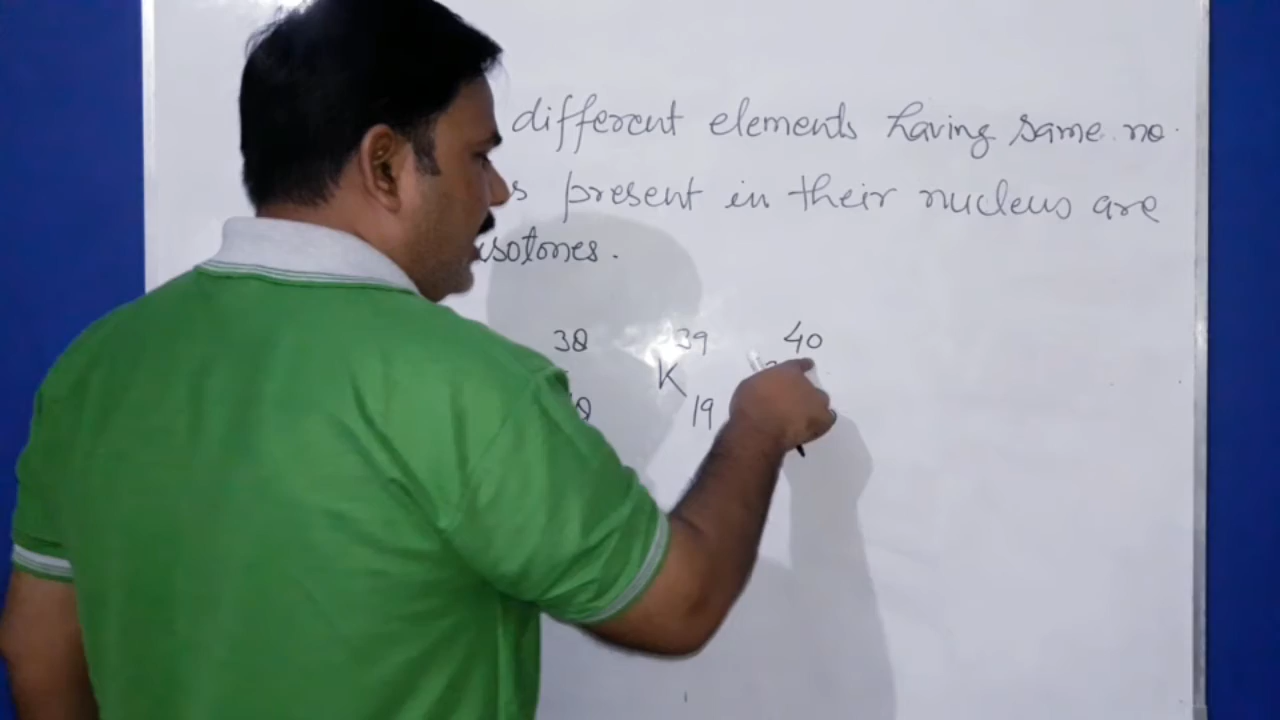 different elements having same no.
present in their nucleus are
isotones.
38 39 40
K
19